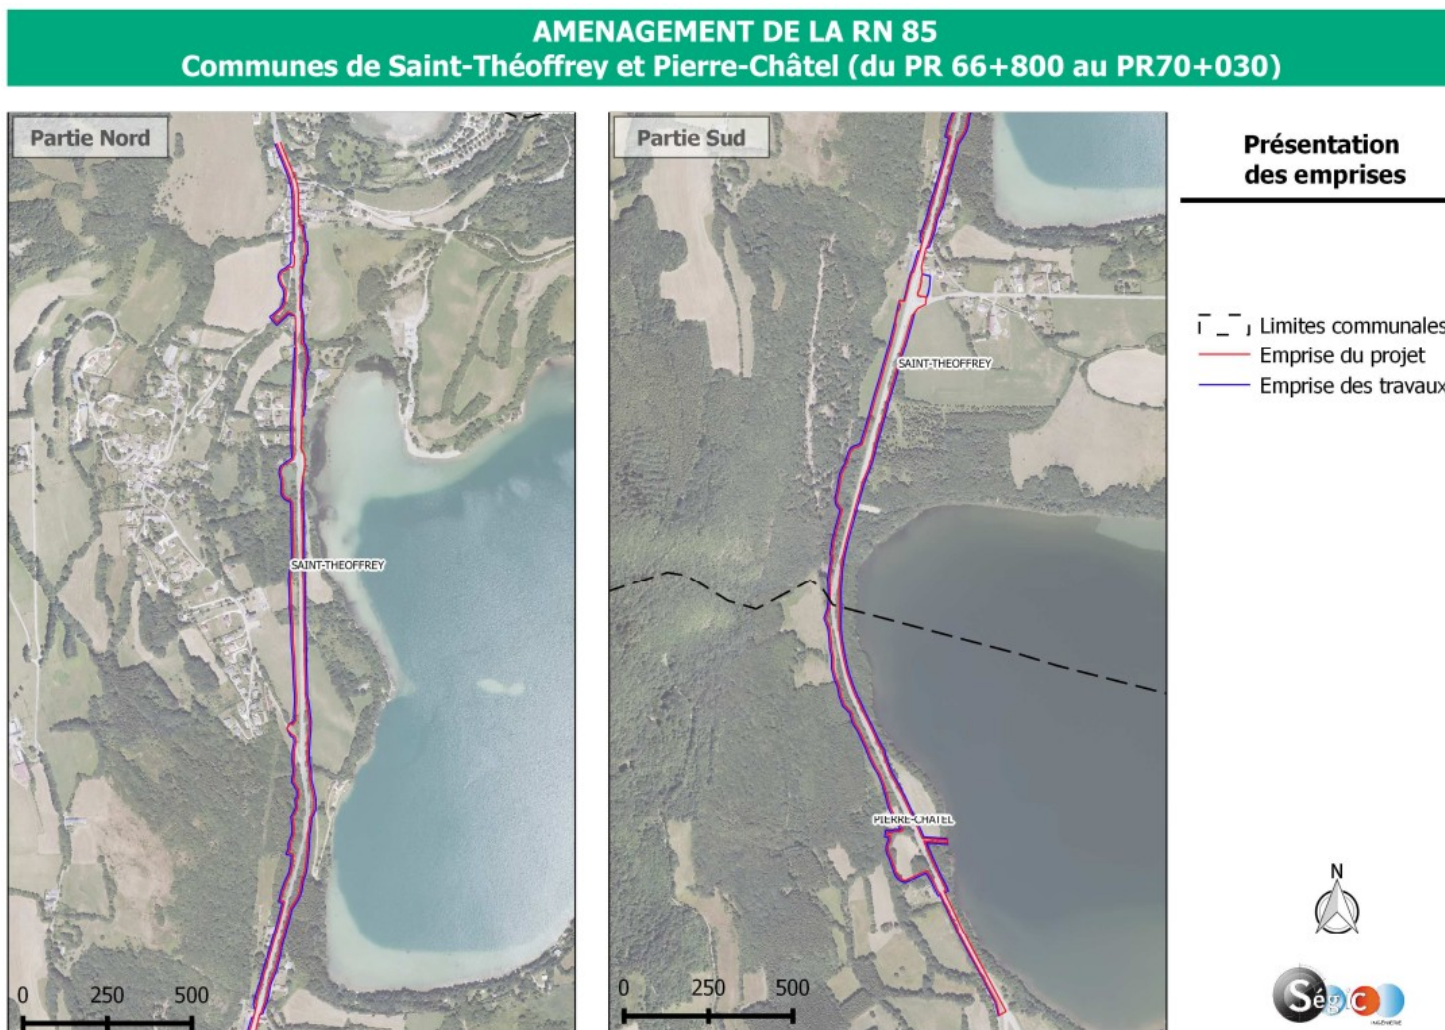 AMENAGEMENT DE LA RN 85
Communes de Saint-Théoffrey et Pierre-Châtel (du PR 66+800 au PR70+030)
Partie Nord
SAINT-THEOFFREY
0 250 500
Partie Sud
SAINT-THEOFFREY
PIERRE-CHATEL
0 250 500
Présentation
des emprises
Limites communales
Emprise du projet
Emprise des travaux
N
Ségic
INGENIERIE